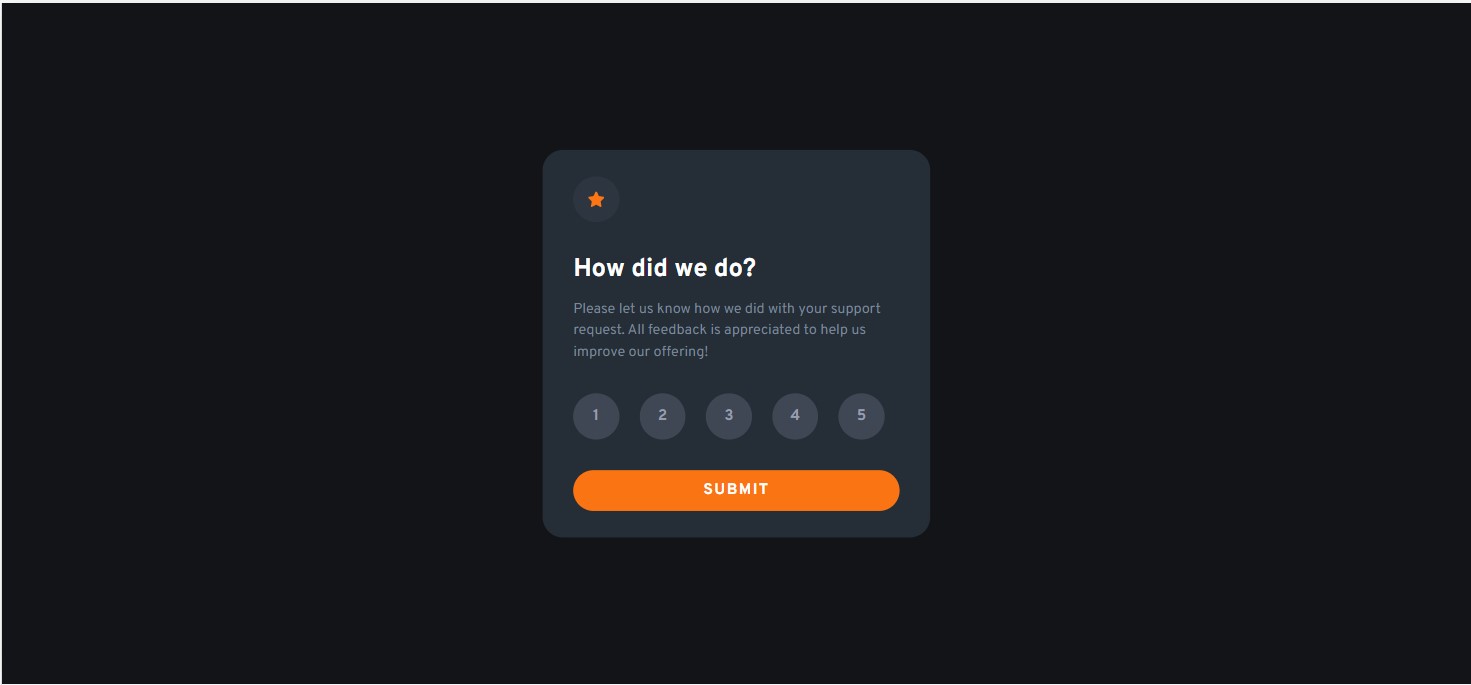 How did we do?
Please let us know how we did with your support
request. All feedback is appreciated to help us
improve our offering!
1 2 3 4 5
SUBMIT